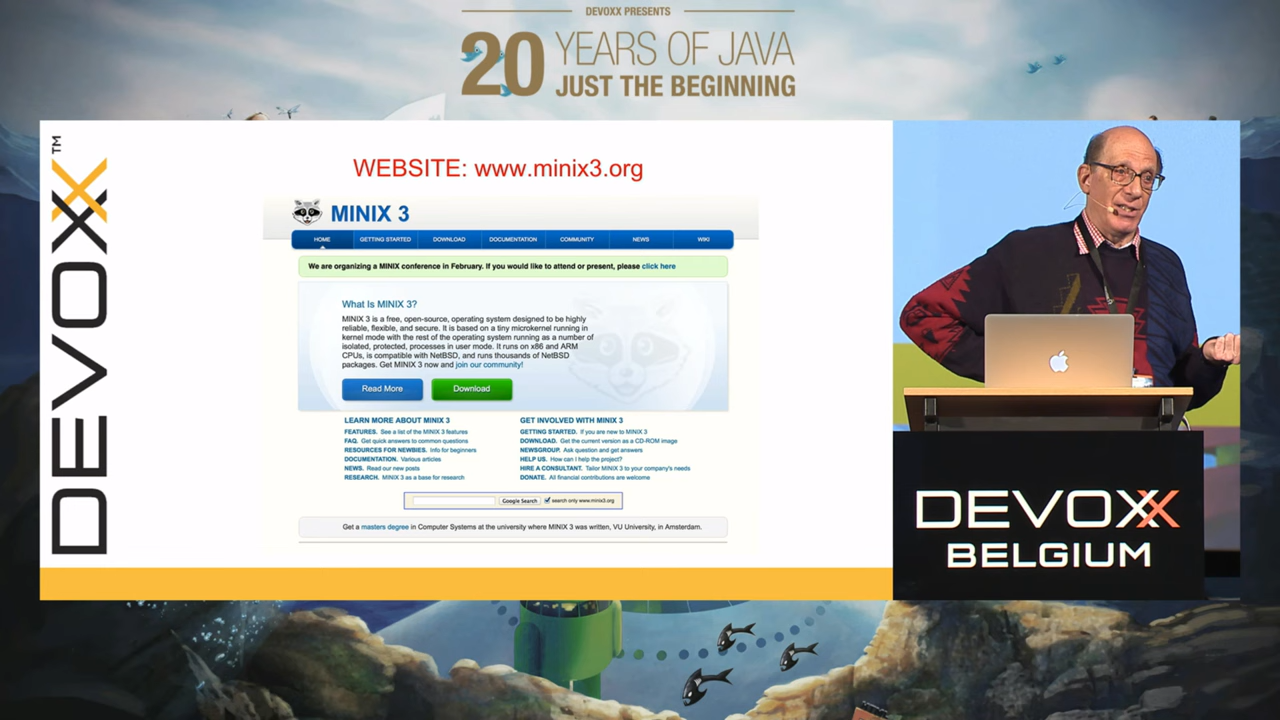 DEVOXX PRESENTS
20 YEARS OF JAVA
JUST THE BEGINNING
DEVOXX™
WEBSITE: www.minix3.org
MINIX 3
HOME GETTING STARTED DOWNLOAD DOCUMENTATION COMMUNITY NEWS WIKI
We are organizing a MINIX conference in February. If you would like to attend or present, please click here
What Is MINIX 3?
MINIX 3 is a free, open-source, operating system designed to be highly
reliable, flexible, and secure. It is based on a tiny microkernel running in
kernel mode with the rest of the operating system running as a number of
isolated, protected, processes in user mode. It runs on x86 and ARM
CPUs, is compatible with NetBSD, and runs thousands of NetBSD
packages. Get MINIX 3 now and join our community!
Read More Download
LEARN MORE ABOUT MINIX 3
FEATURES. See a list of the MINIX 3 features
FAQ. Get quick answers to common questions
RESOURCES FOR NEWBIES. Info for beginners
DOCUMENTATION. Various articles
NEWS. Read our new posts
RESEARCH. MINIX 3 as a base for research
GET INVOLVED WITH MINIX 3
GETTING STARTED. If you are new to MINIX 3
DOWNLOAD. Get the current version as a CD-ROM image
NEWSGROUP. Ask question and get answers
HELP US. How can I help the project?
HIRE A CONSULTANT. Tailor MINIX 3 to your company's needs
DONATE. All financial contributions are welcome
Google Search search only www.minix3.org
Get a masters degree in Computer Systems at the university where MINIX 3 was written, VU University, in Amsterdam.
DEVOXX
BELGIUM